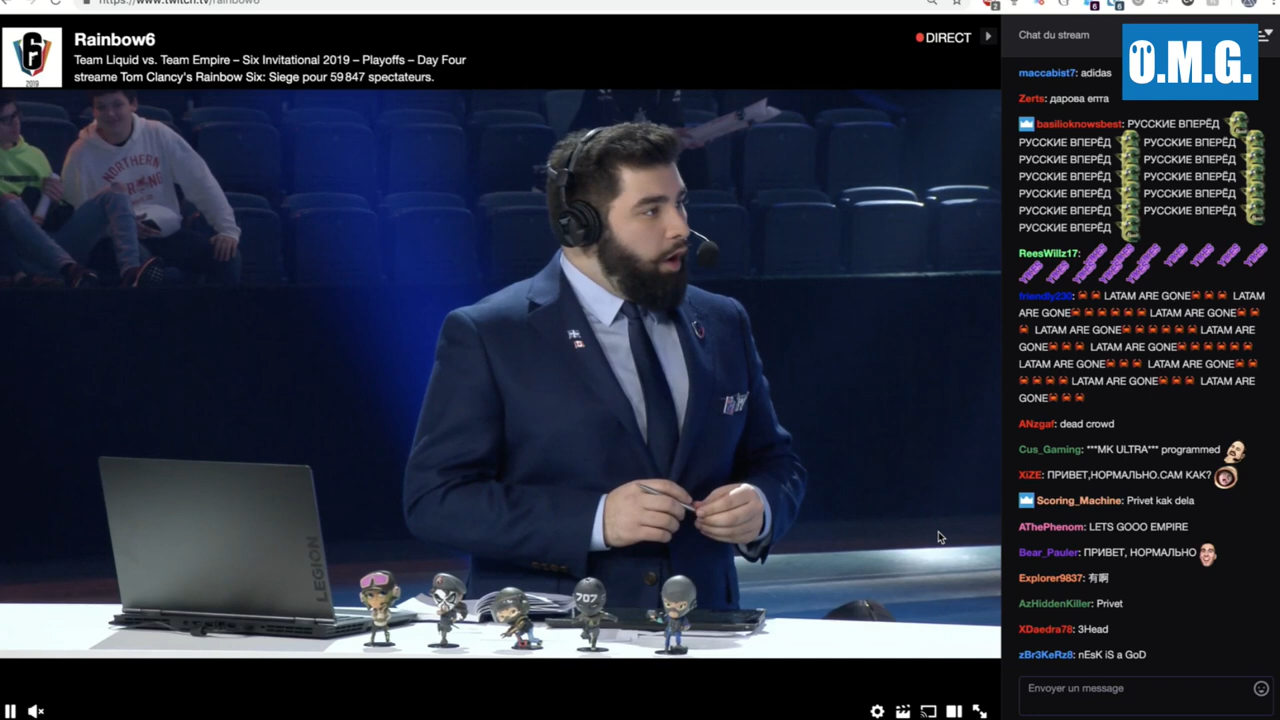 https://www.twitch.tv/rainbow6
2019
Rainbow6
Team Liquid vs. Team Empire – Six Invitational 2019 – Playoffs – Day Four
streame Tom Clancy's Rainbow Six: Siege pour 59 847 spectateurs.
DIRECT
NORTHERN
LEGION
707
Chat du stream
O.M.G.
maccabist7: adidas
Zerts: дарова епта
basilioknowsbest: РУССКИЕ ВПЕРЁД
РУССКИЕ ВПЕРЁД РУССКИЕ ВПЕРЁД
РУССКИЕ ВПЕРЁД РУССКИЕ ВПЕРЁД
РУССКИЕ ВПЕРЁД РУССКИЕ ВПЕРЁД
РУССКИЕ ВПЕРЁД РУССКИЕ ВПЕРЁД
РУССКИЕ ВПЕРЁД РУССКИЕ ВПЕРЁД
РУССКИЕ ВПЕРЁД
ReesWillz17:
friendly230: LATAM ARE GONE LATAM
ARE GONE LATAM ARE GONE
LATAM ARE GONE LATAM ARE
GONE LATAM ARE GONE
LATAM ARE GONE LATAM ARE GONE
LATAM ARE GONE LATAM ARE
GONE
ANzgaf: dead crowd
Cus_Gaming: ***MK ULTRA*** programmed
XiZE: ПРИВЕТ,НОРМАЛЬНО.САМ КАК?
Scoring_Machine: Privet kak dela
AThePhenom: LETS GOOO EMPIRE
Bear_Pauler: ПРИВЕТ, НОРМАЛЬНО
Explorer9837: 有啊
AzHiddenKiller: Privet
XDaedra78: 3Head
zBr3KeRz8: nEsK iS a GoD
Envoyer un message